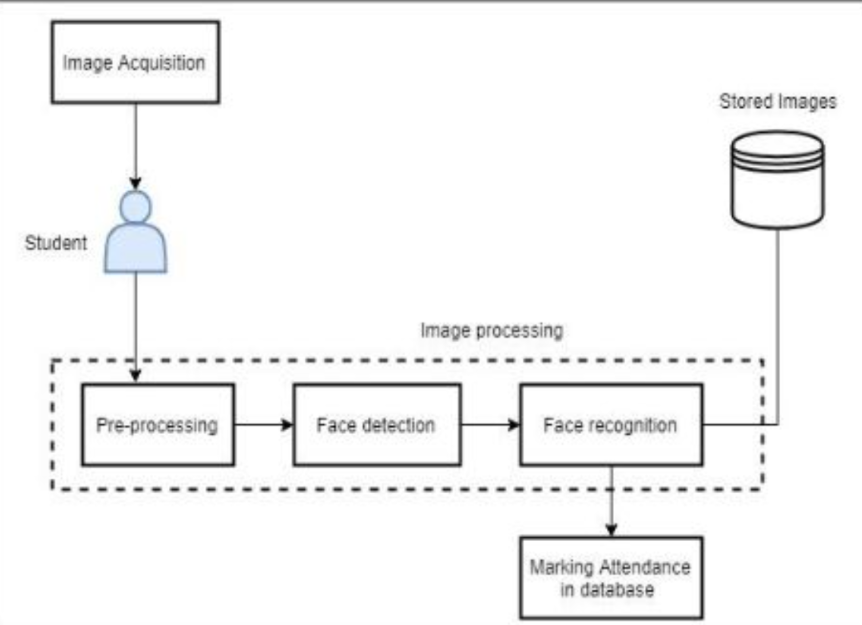 Image Acquisition
Stored Images
Student
Image processing
Pre-processing
Face detection
Face recognition
Marking Attendance
in database